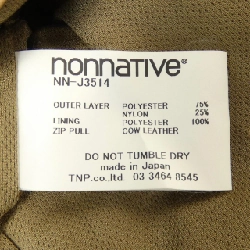 nonnative®
NN-J3514
OUTER LAYER POLYESTER 75%
NYLON 25%
LINING POLYESTER 100%
ZIP PULL COW LEATHER
DO NOT TUMBLE DRY
made in Japan
TNP.co.ltd 03 3464 8545